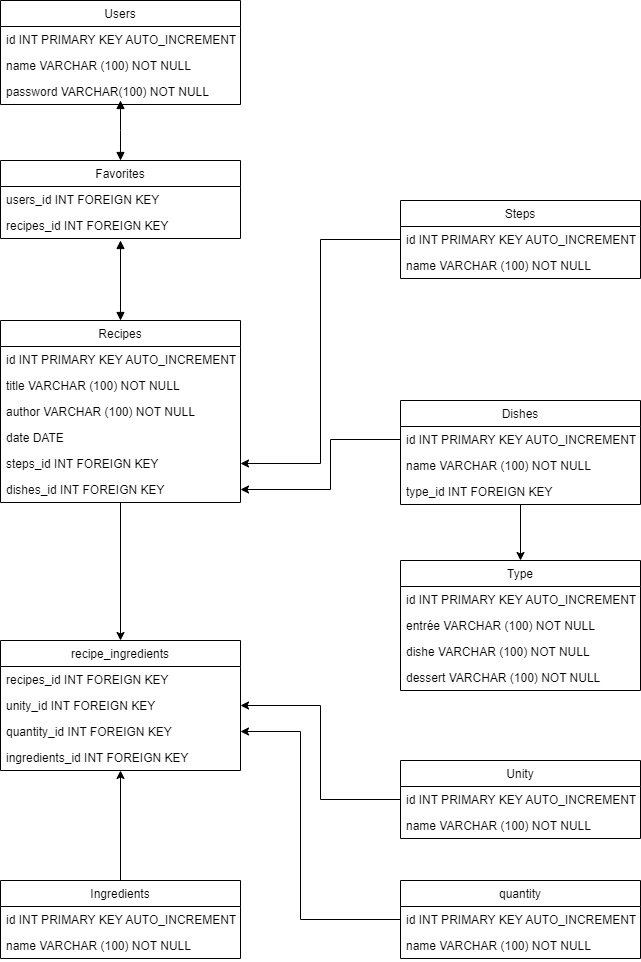 Users
id INT PRIMARY KEY AUTO_INCREMENT
name VARCHAR (100) NOT NULL
password VARCHAR(100) NOT NULL
Favorites
users_id INT FOREIGN KEY
recipes_id INT FOREIGN KEY
Recipes
id INT PRIMARY KEY AUTO_INCREMENT
title VARCHAR (100) NOT NULL
author VARCHAR (100) NOT NULL
date DATE
steps_id INT FOREIGN KEY
dishes_id INT FOREIGN KEY
recipe_ingredients
recipes_id INT FOREIGN KEY
unity_id INT FOREIGN KEY
quantity_id INT FOREIGN KEY
ingredients_id INT FOREIGN KEY
Ingredients
id INT PRIMARY KEY AUTO_INCREMENT
name VARCHAR (100) NOT NULL
Steps
id INT PRIMARY KEY AUTO_INCREMENT
name VARCHAR (100) NOT NULL
Dishes
id INT PRIMARY KEY AUTO_INCREMENT
name VARCHAR (100) NOT NULL
type_id INT FOREIGN KEY
Type
id INT PRIMARY KEY AUTO_INCREMENT
entrée VARCHAR (100) NOT NULL
dishe VARCHAR (100) NOT NULL
dessert VARCHAR (100) NOT NULL
Unity
id INT PRIMARY KEY AUTO_INCREMENT
name VARCHAR (100) NOT NULL
quantity
id INT PRIMARY KEY AUTO_INCREMENT
name VARCHAR (100) NOT NULL